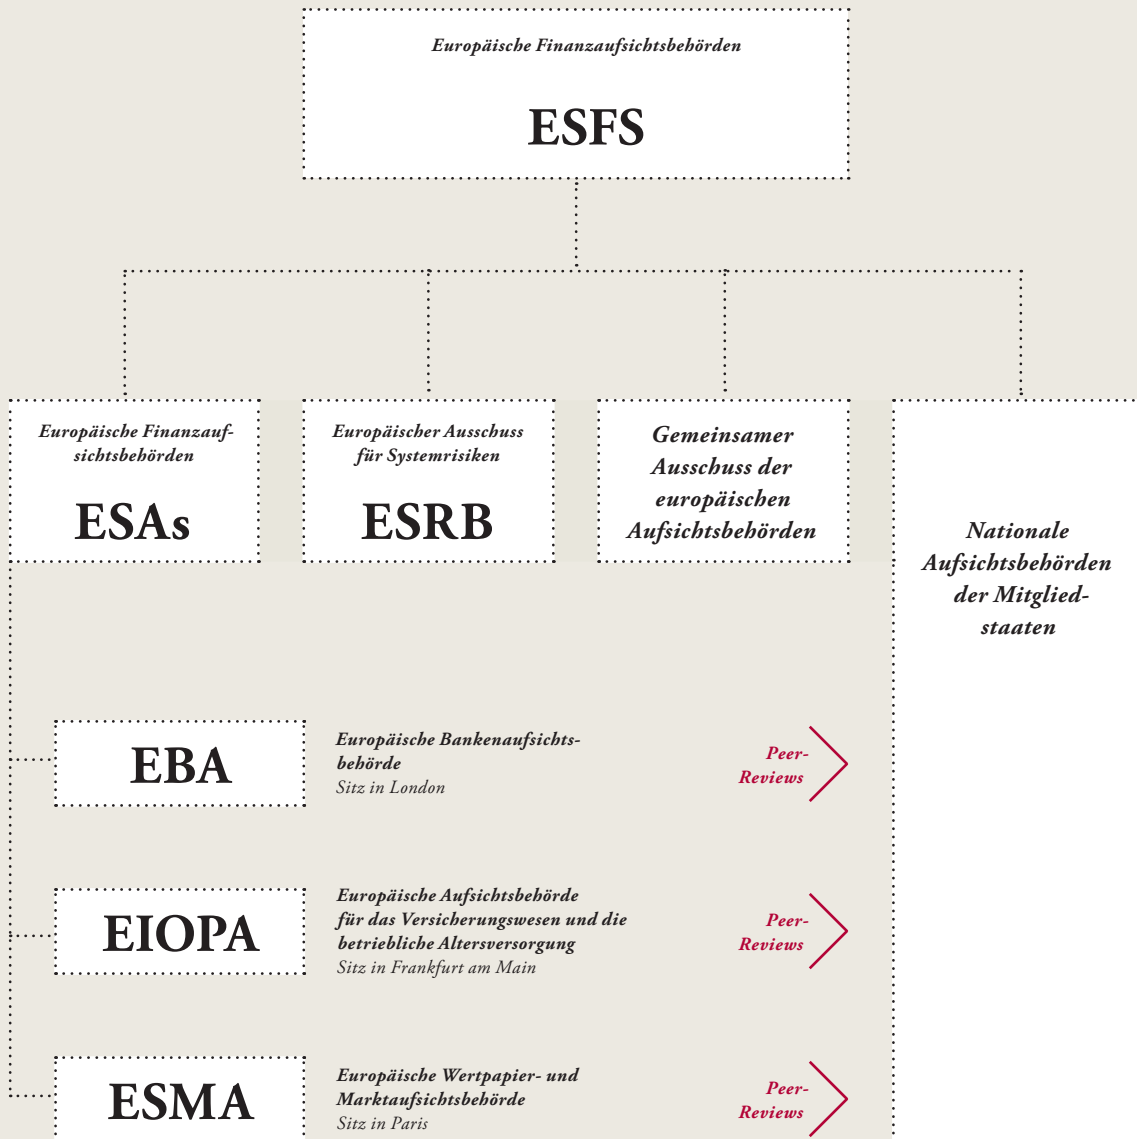 Europäische Finanzaufsichtsbehörden
ESFS
Europäische Finanzauf-
sichtsbehörden
ESAs
Europäischer Ausschuss
für Systemrisiken
ESRB
Gemeinsamer
Ausschuss der
europäischen
Aufsichtsbehörden
Nationale
Aufsichtsbehörden
der Mitglied-
staaten
EBA
Europäische Bankenaufsichts-
behörde
Sitz in London
Peer-
Reviews
EIOPA
Europäische Aufsichtsbehörde
für das Versicherungswesen und die
betriebliche Altersversorgung
Sitz in Frankfurt am Main
Peer-
Reviews
ESMA
Europäische Wertpapier- und
Marktaufsichtsbehörde
Sitz in Paris
Peer-
Reviews